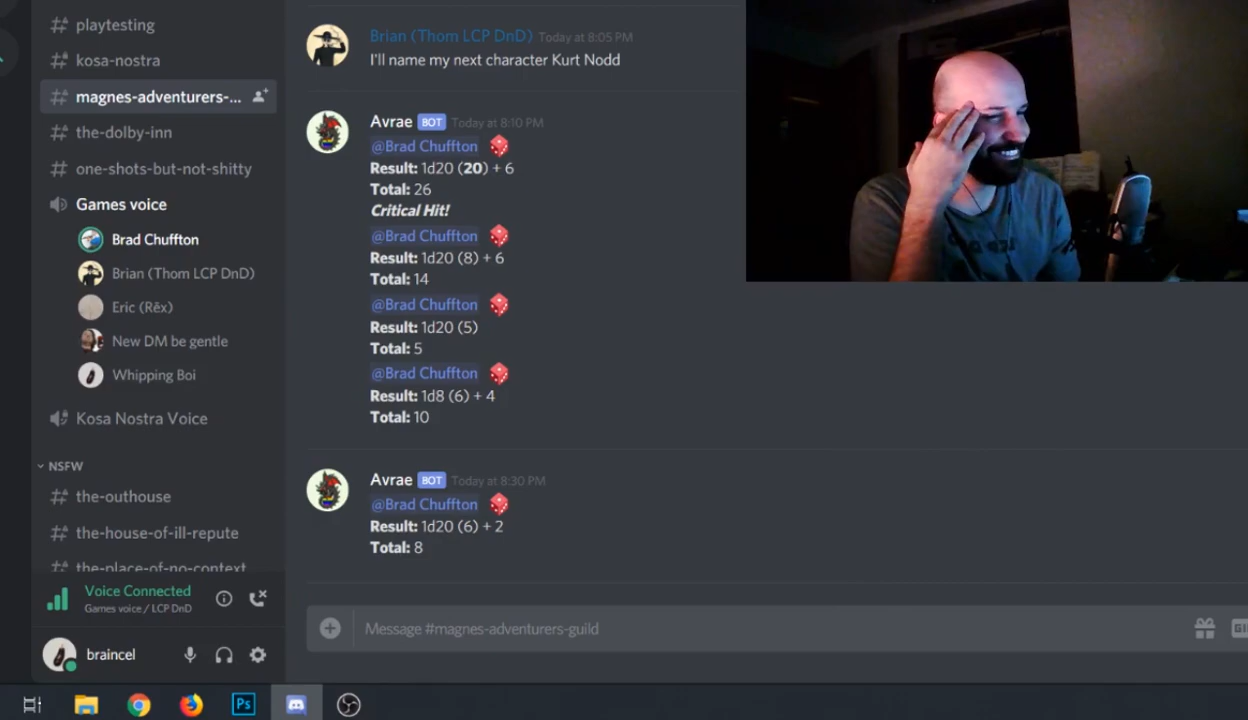 playtesting
kosa-nostra
magnes-adventurers-...
the-dolby-inn
one-shots-but-not-shitty
Games voice
Brad Chuffton
Brian (Thom LCP DnD)
Eric (Rēx)
New DM be gentle
Whipping Boi
Kosa Nostra Voice
NSFW
the-outhouse
the-house-of-ill-repute
the-place-of-no-context
Voice Connected
Games voice / LCP DnD
braincel
Brian (Thom LCP DnD) Today at 8:05 PM
I'll name my next character Kurt Nodd
Avrae BOT Today at 8:10 PM
@Brad Chuffton
Result: 1d20 (20) + 6
Total: 26
Critical Hit!
@Brad Chuffton
Result: 1d20 (8) + 6
Total: 14
@Brad Chuffton
Result: 1d20 (5)
Total: 5
@Brad Chuffton
Result: 1d8 (6) + 4
Total: 10
Avrae BOT Today at 8:30 PM
@Brad Chuffton
Result: 1d20 (6) + 2
Total: 8
Message #magnes-adventurers-guild
Ps